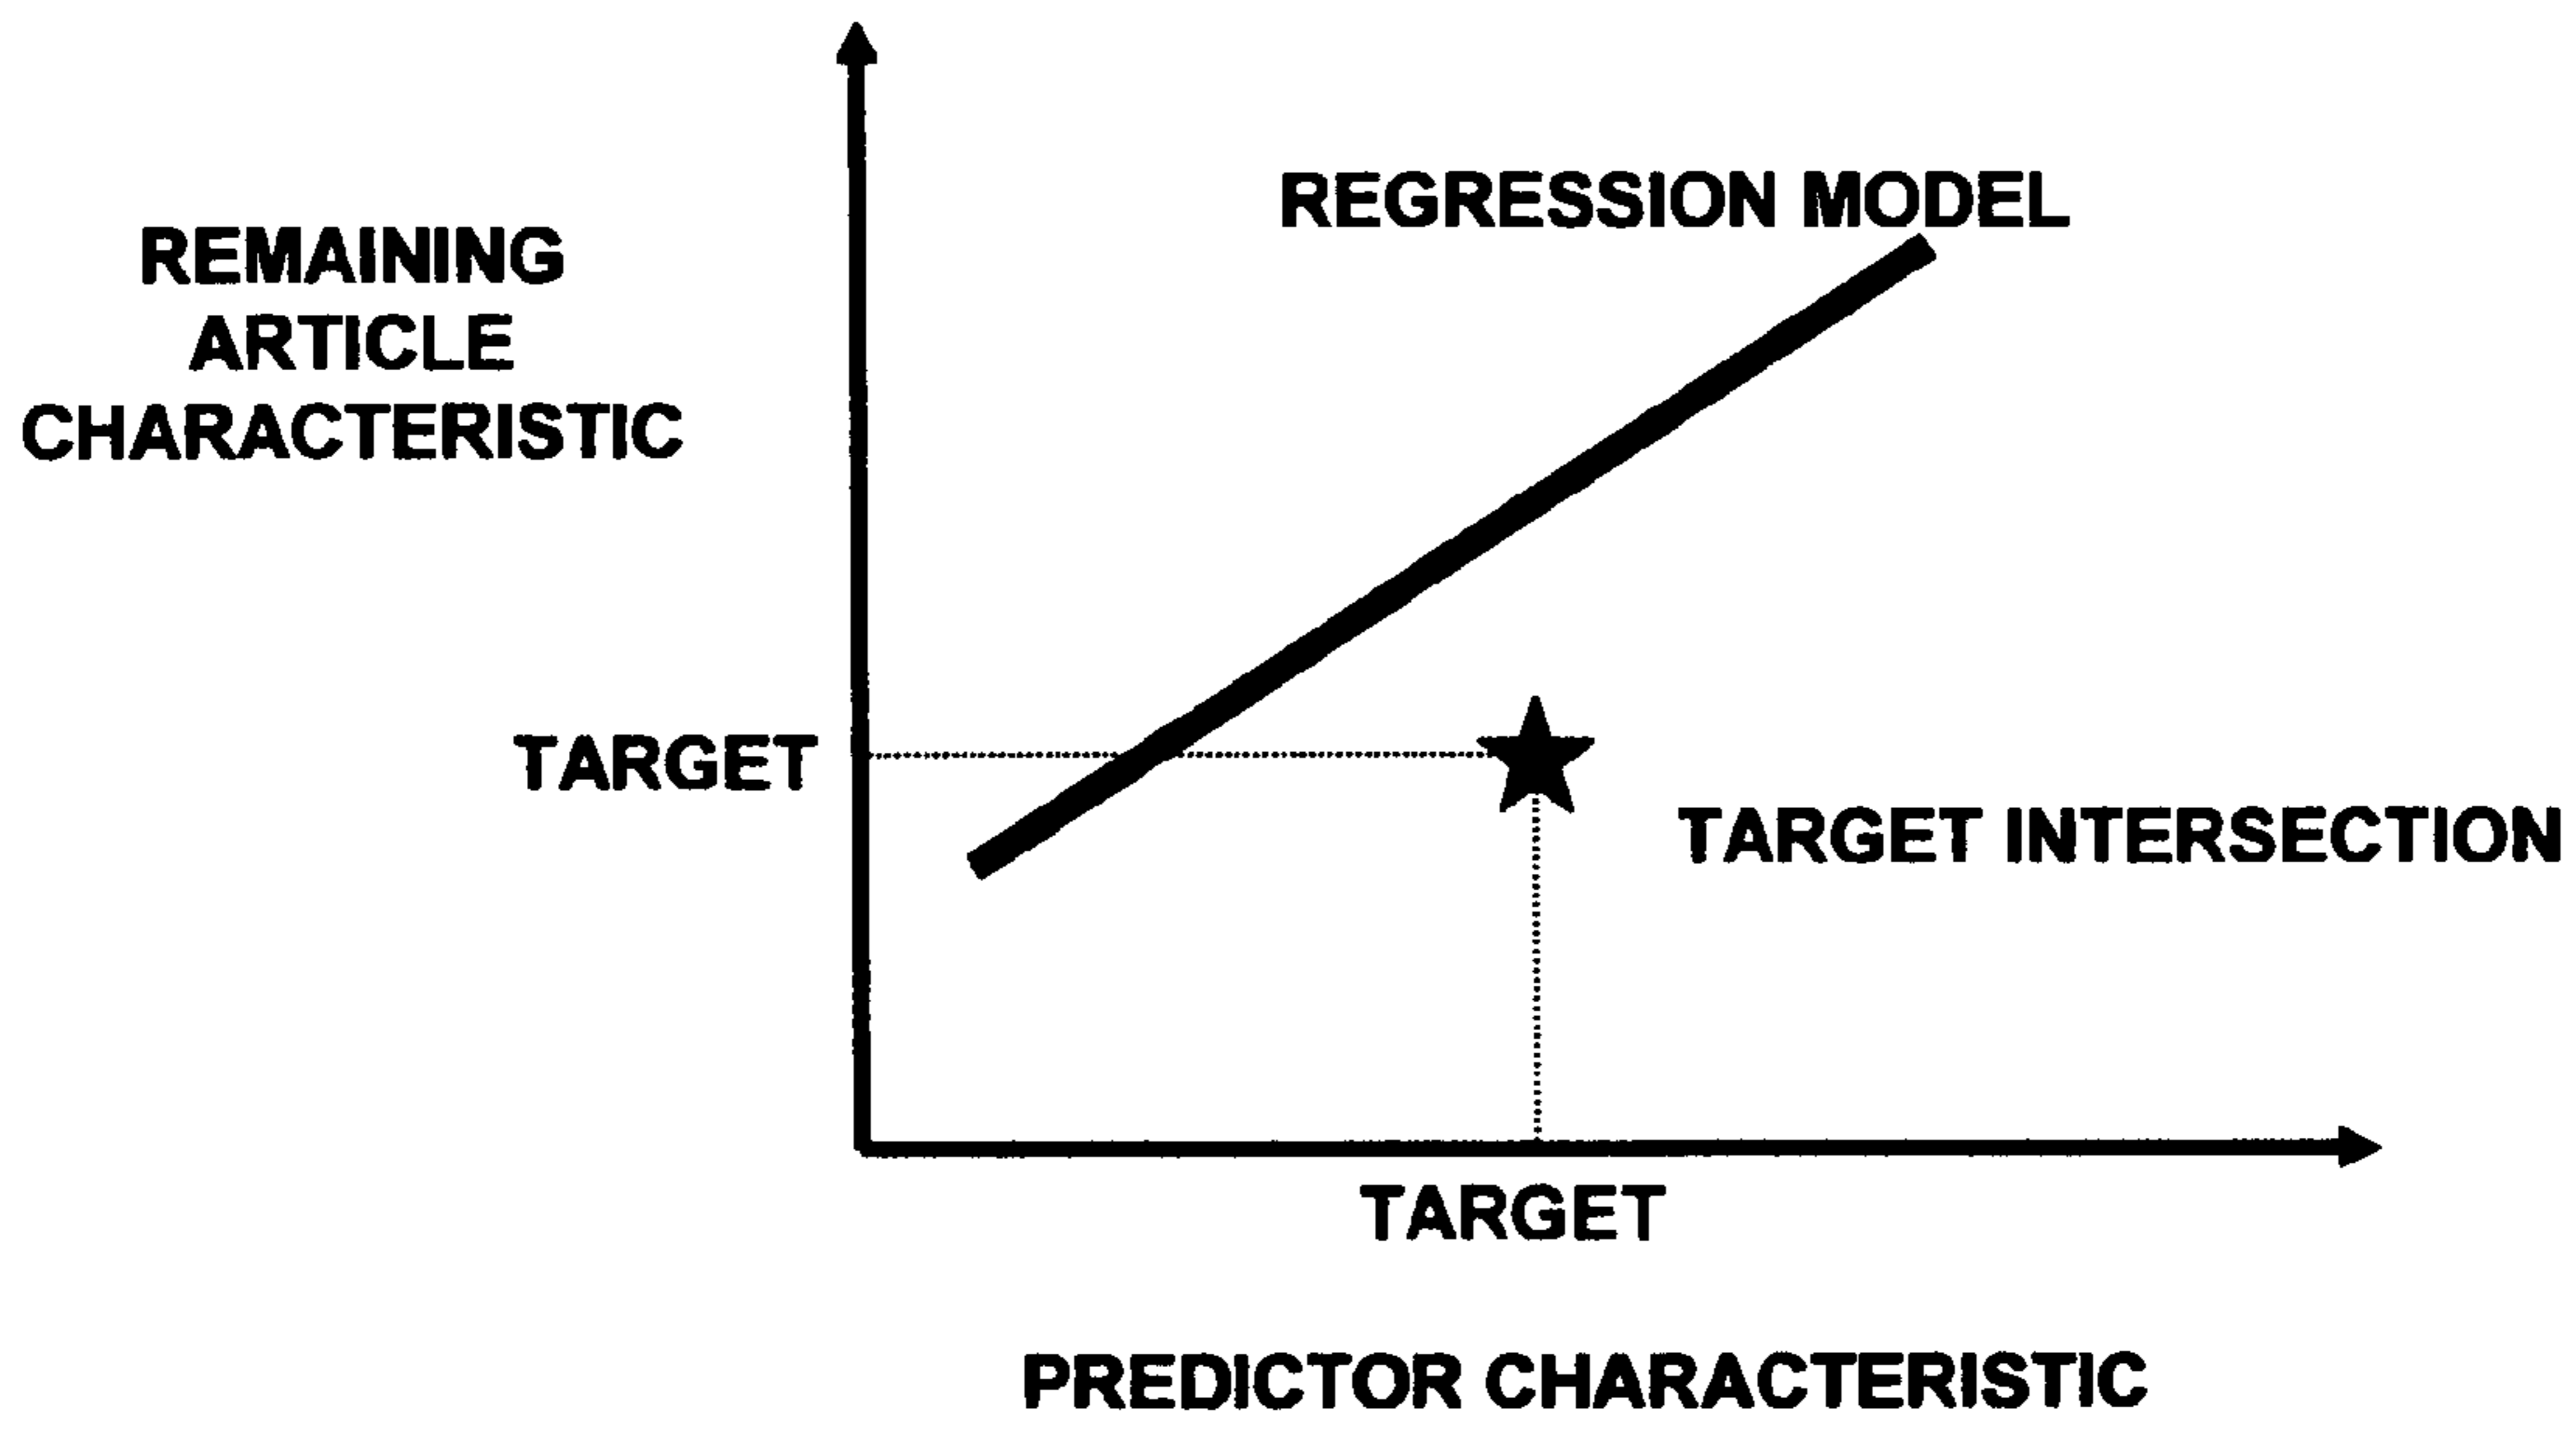 REGRESSION MODEL
REMAINING
ARTICLE
CHARACTERISTIC
TARGET
TARGET INTERSECTION
TARGET
PREDICTOR CHARACTERISTIC